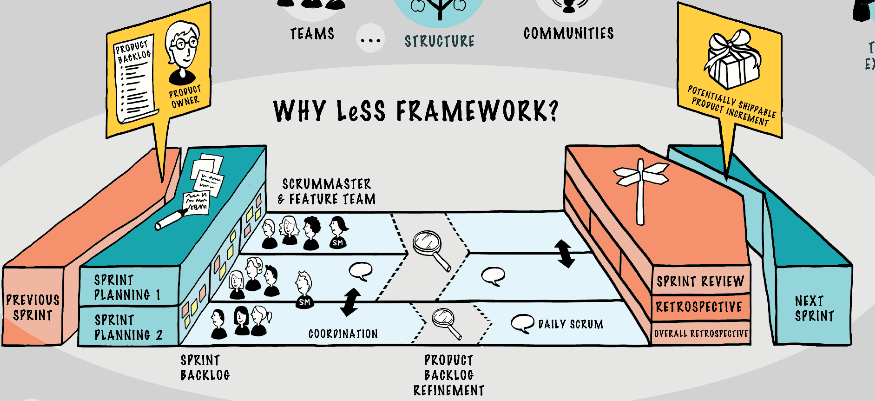 TEAMS
...
STRUCTURE
COMMUNITIES
PRODUCT
BACKLOG
PRODUCT
OWNER
POTENTIALLY SHIPPABLE
PRODUCT INCREMENT
WHY LeSS FRAMEWORK?
SCRUMMASTER
& FEATURE TEAM
SM
SM
PREVIOUS
SPRINT
SPRINT
PLANNING 1
SPRINT
PLANNING 2
COORDINATION
DAILY SCRUM
SPRINT REVIEW
RETROSPECTIVE
OVERALL RETROSPECTIVE
NEXT
SPRINT
SPRINT
BACKLOG
PRODUCT
BACKLOG
REFINEMENT